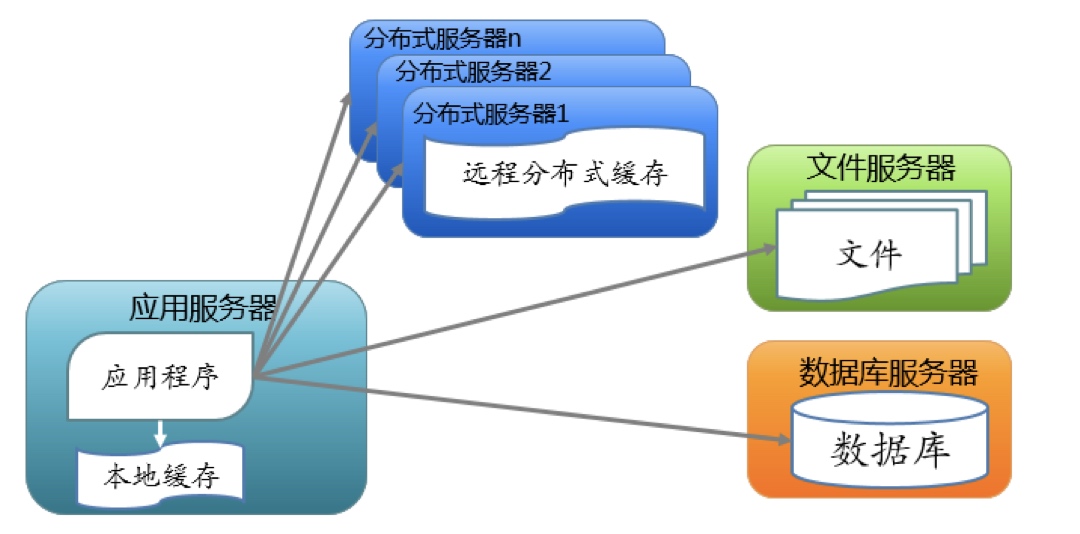 分布式服务器n
分布式服务器2
分布式服务器1
远程分布式缓存
文件服务器
文件
应用服务器
应用程序
本地缓存
数据库服务器
数据库